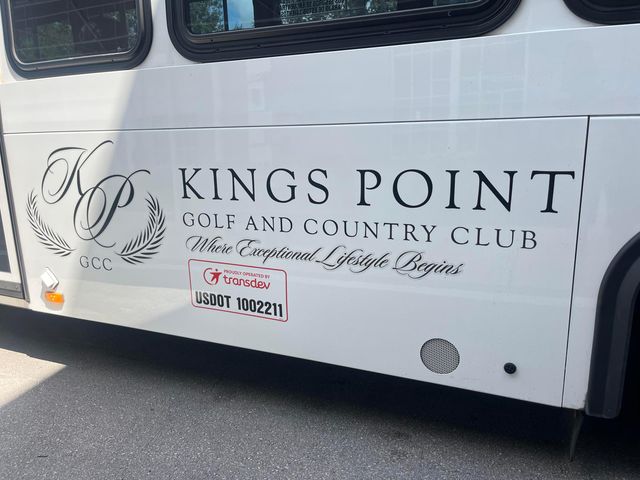 KP
GCC
KINGS POINT
GOLF AND COUNTRY CLUB
Where Exceptional Lifestyle Begins
PROUDLY OPERATED BY
transdev
USDOT 1002211